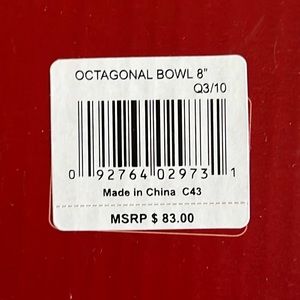 OCTAGONAL BOWL 8"
Q3/10
0 92764 02973 1
Made in China C43
MSRP $ 83.00